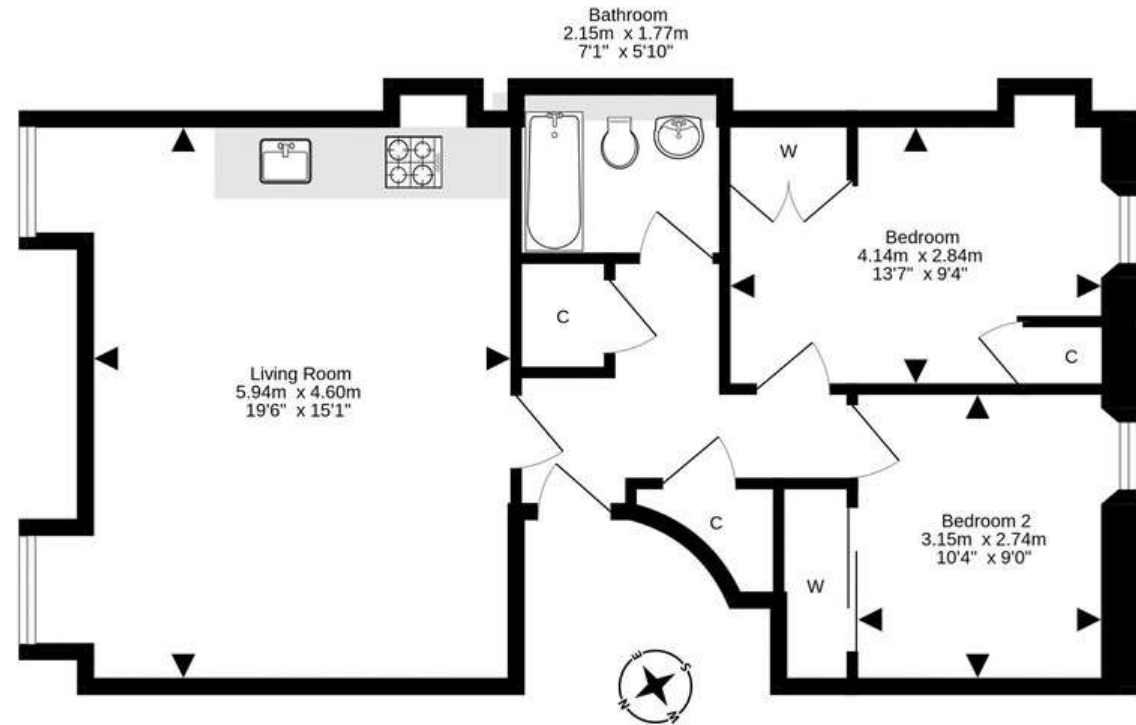 Bathroom
2.15m x 1.77m
7'1" x 5'10"
W
Bedroom
4.14m x 2.84m
13'7" x 9'4"
C
C
Living Room
5.94m x 4.60m
19'6" x 15'1"
C
Bedroom 2
3.15m x 2.74m
10'4" x 9'0"
W
E
S
N
W